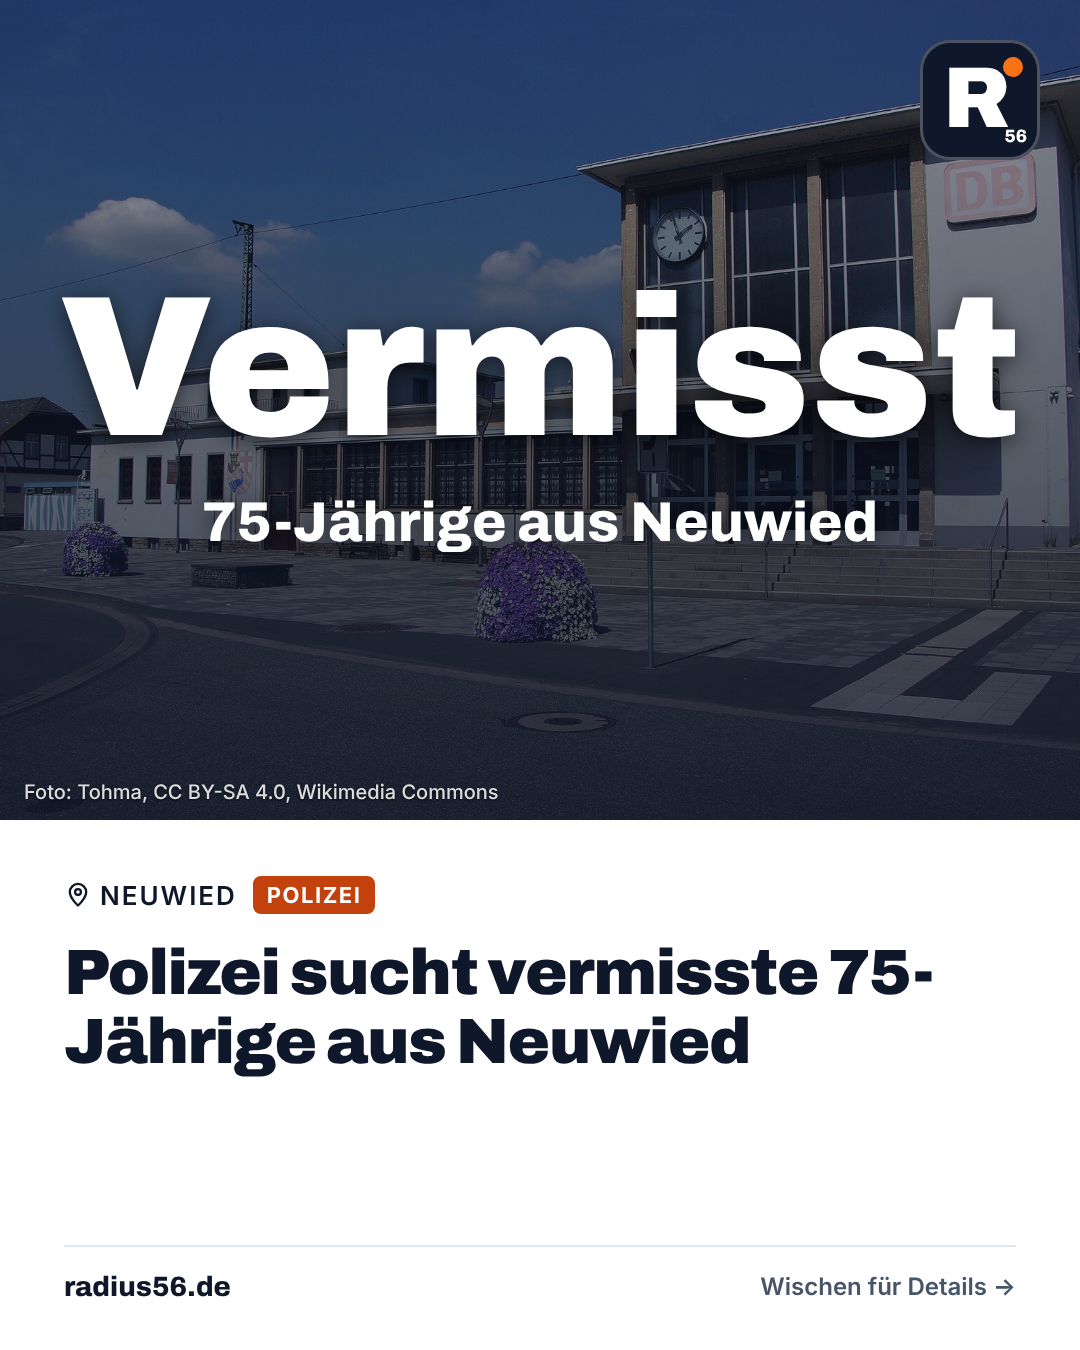 R
56
DB
Vermisst
KIOSK
75-Jährige aus Neuwied
Foto: Tohma, CC BY-SA 4.0, Wikimedia Commons
NEUWIED POLIZEI
Polizei sucht vermisste 75-
Jährige aus Neuwied
radius56.de
Wischen für Details →